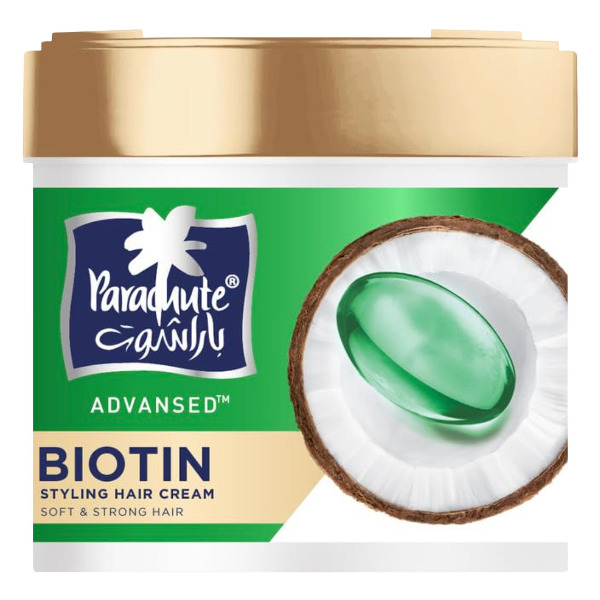 Parachute®
باراشوت
ADVANSED™
BIOTIN
STYLING HAIR CREAM
SOFT & STRONG HAIR